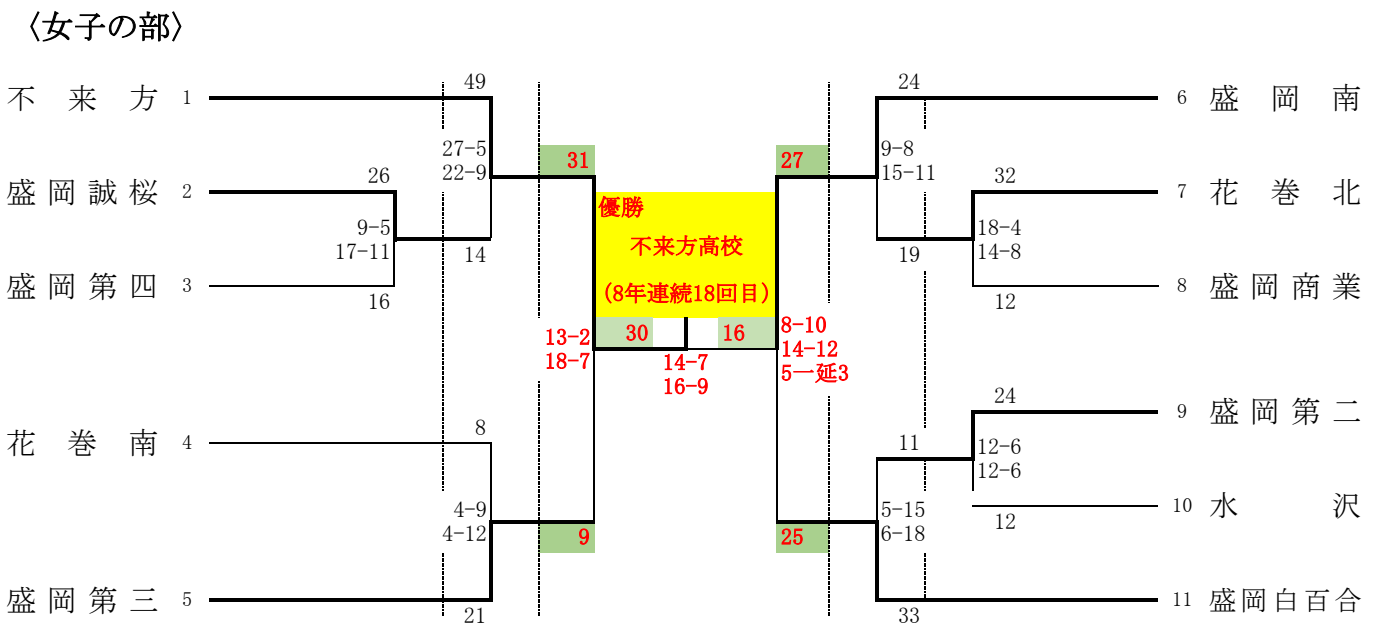 〈女子の部〉
49
24
不来方 1
6 盛岡南
27-5
22-9
31
27
9-8
15-11
26
32
盛岡誠桜 2
7 花巻北
優勝
不来方高校
(8年連続18回目)
9-5
17-11
14
19
18-4
14-8
盛岡第四 3
8 盛岡商業
16
12
13-2
18-7
30
16
14-7
16-9
8-10
14-12
5一延3
24
9 盛岡第二
8
11
花巻南 4
12-6
12-6
10 水沢
12
4-9
4-12
9
25
5-15
6-18
盛岡第三 5
11 盛岡白百合
21
33